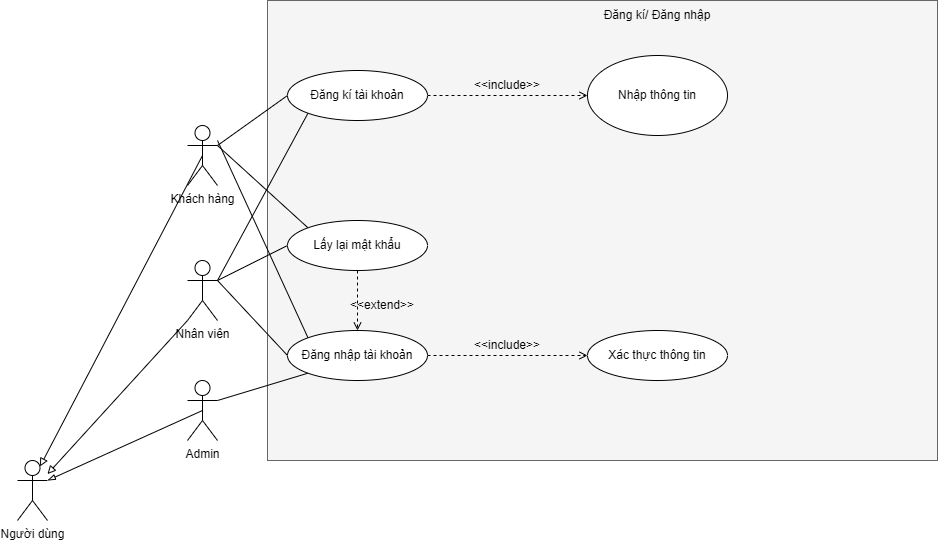 Đăng kí/ Đăng nhập
Đăng kí tài khoản
<<include>>
Nhập thông tin
Khách hàng
Lấy lại mật khẩu
<<extend>>
Nhân viên
Đăng nhập tài khoản
<<include>>
Xác thực thông tin
Admin
Người dùng